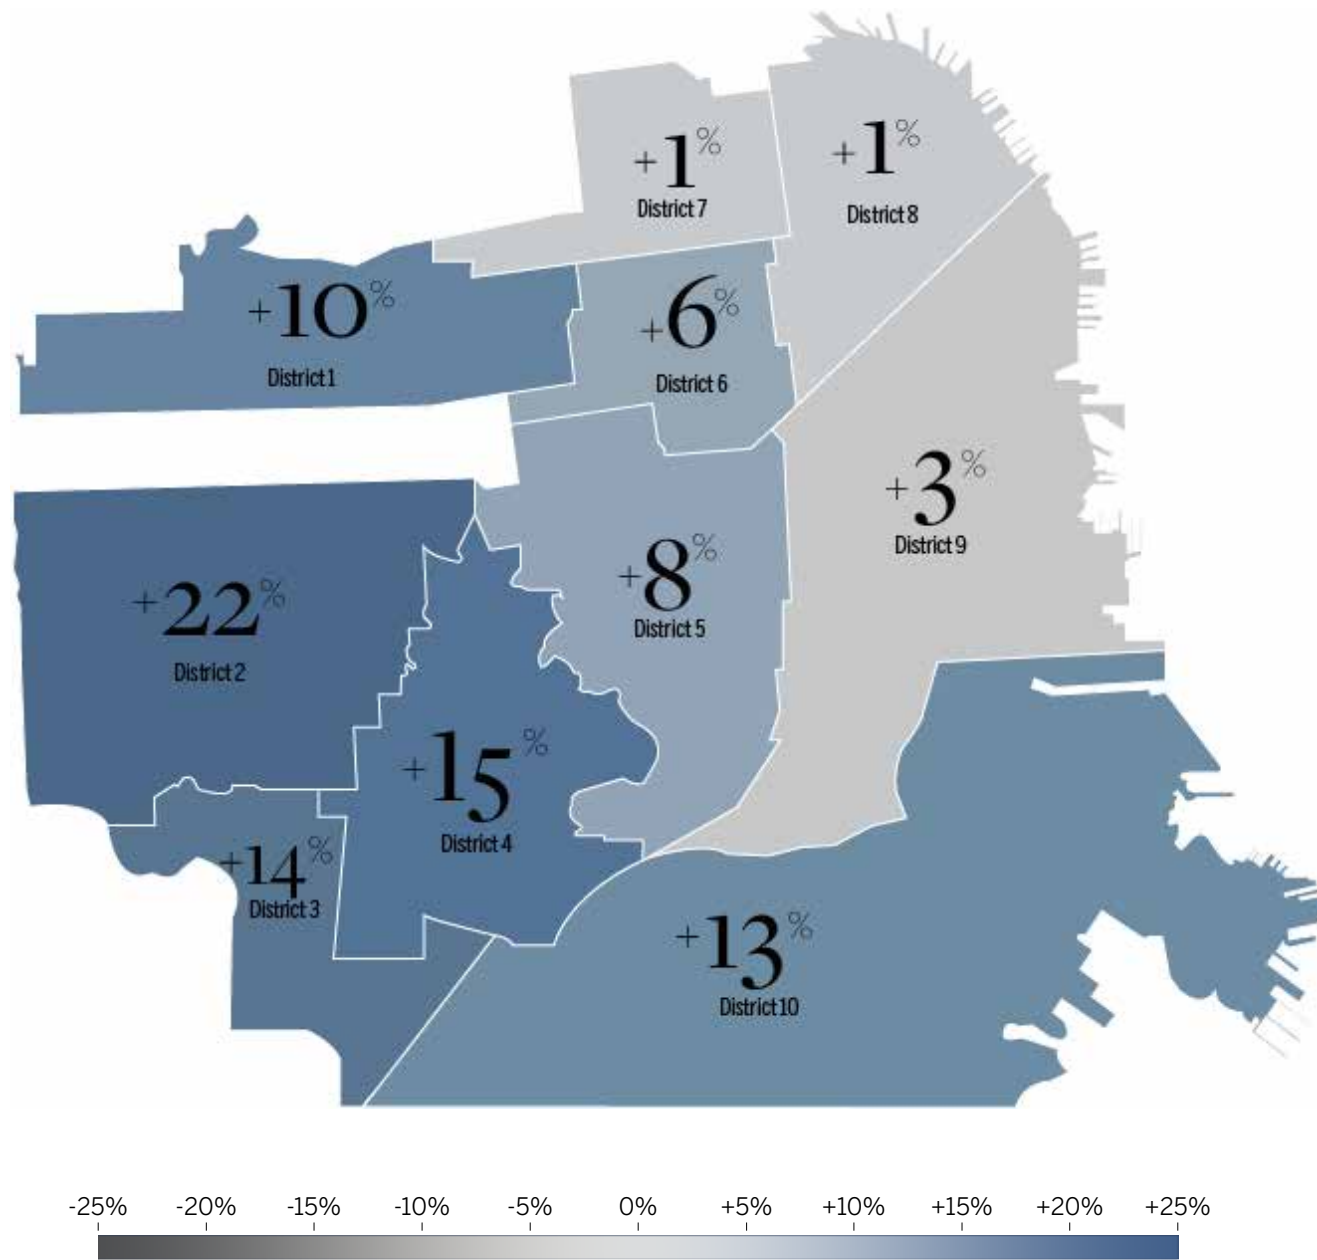 +1%
District 7
+1%
District 8
+10%
District 1
+6%
District 6
+3%
District 9
+22%
District 2
+8%
District 5
+15%
District 4
+14%
District 3
+13%
District 10
-25% -20% -15% -10% -5% 0% +5% +10% +15% +20% +25%